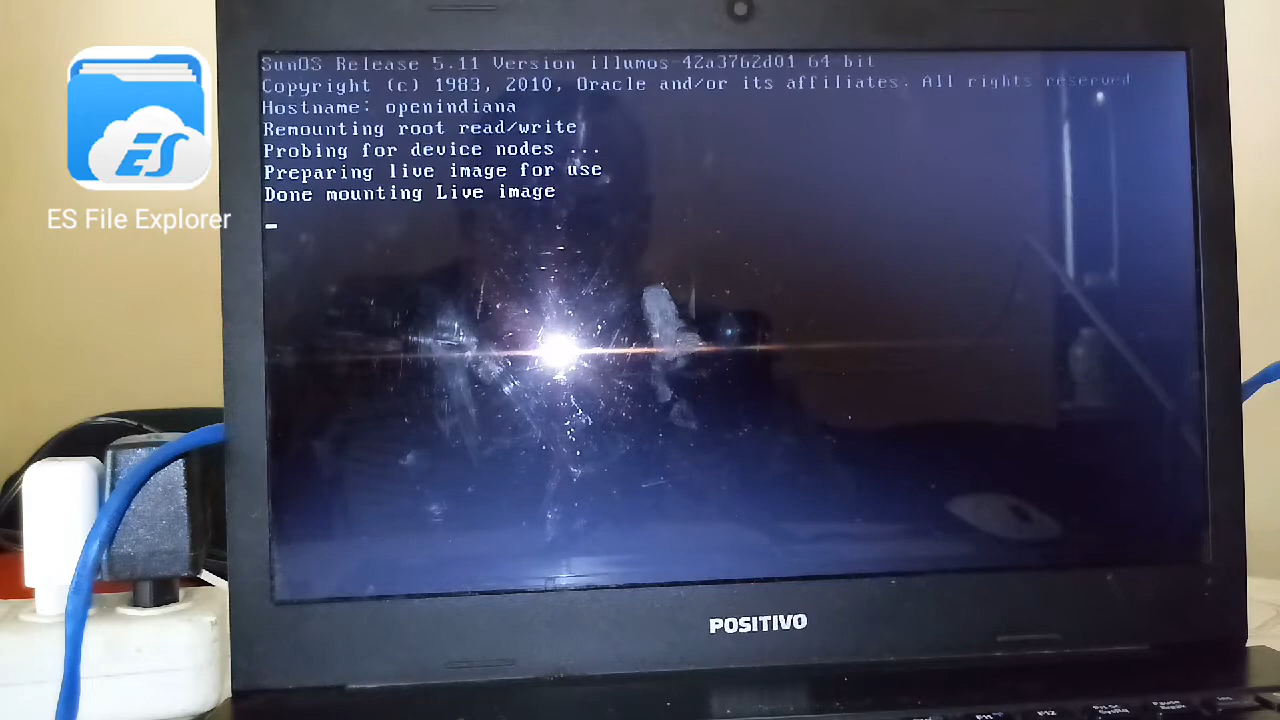 SunOS Release 5.11 Version illumos-42a3762d01 64-bit
Copyright (c) 1983, 2010, Oracle and/or its affiliates. All rights reserved
Hostname: openindiana
Remounting root read/write
Probing for device nodes ...
Preparing live image for use
Done mounting Live image
ES
ES File Explorer
POSITIVO
F11
F12